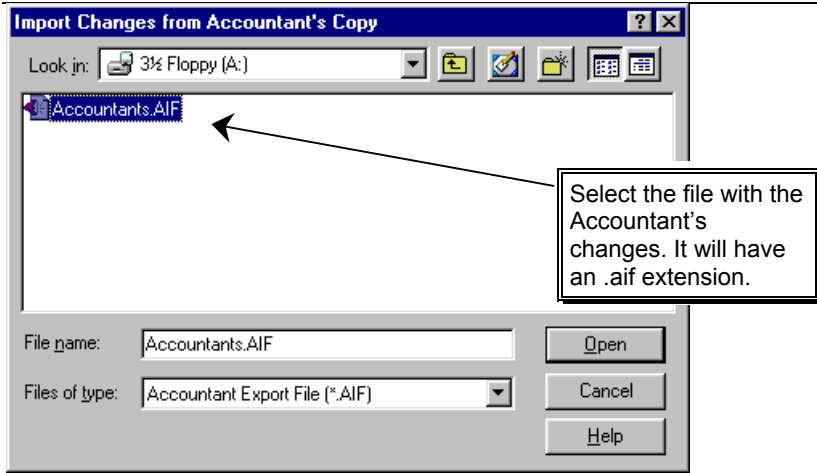 Import Changes from Accountant's Copy
Look in: 3½ Floppy (A:)
Accountants.AIF
Select the file with the
Accountant’s
changes. It will have
an .aif extension.
File name: Accountants.AIF
Open
Files of type: Accountant Export File (*.AIF)
Cancel
Help